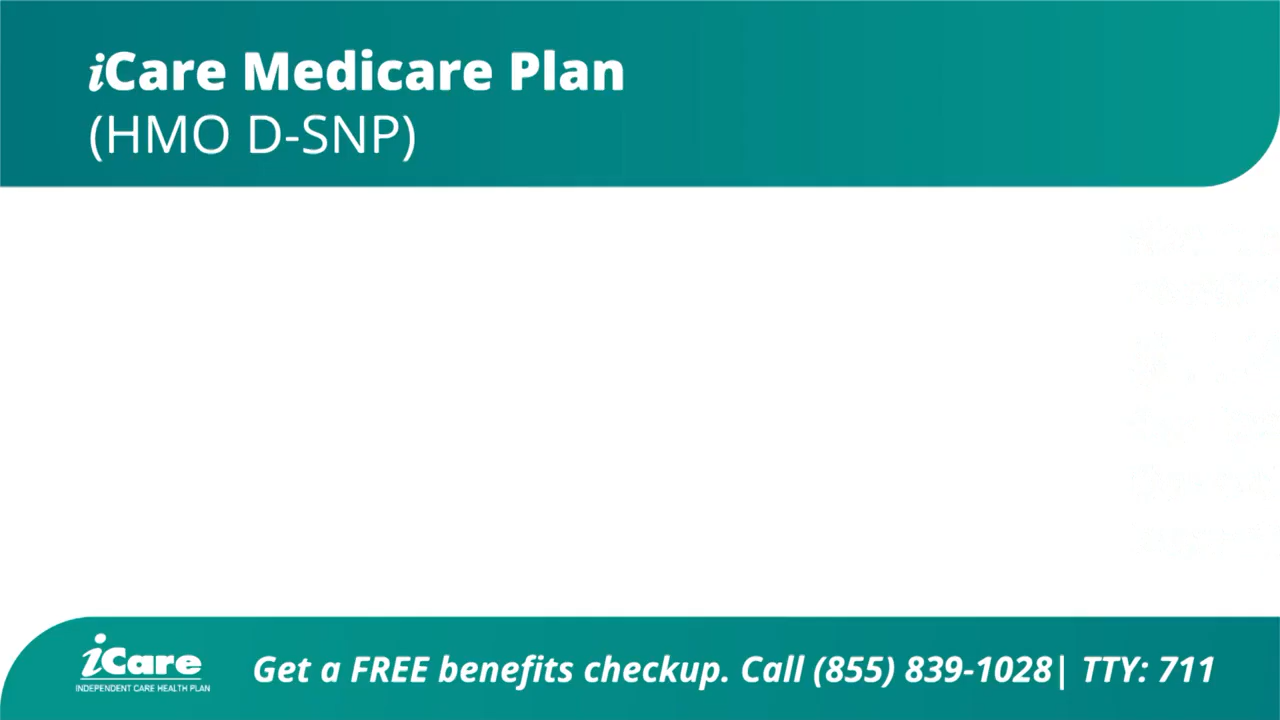 iCare Medicare Plan
(HMO D-SNP)
iCare
INDEPENDENT CARE HEALTH PLAN
Get a FREE benefits checkup. Call (855) 839-1028| TTY: 711